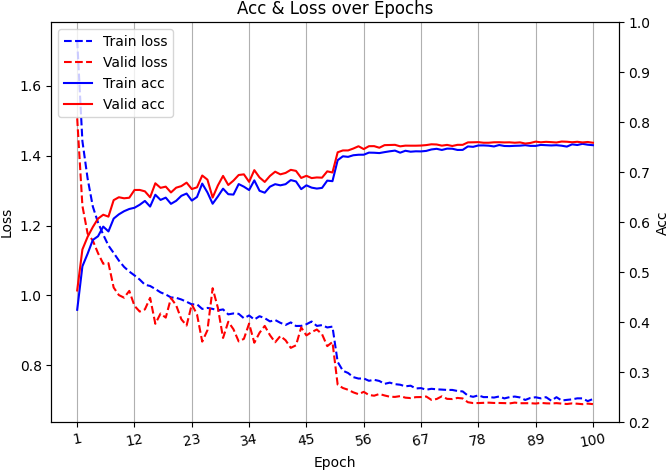 Acc & Loss over Epochs
Train loss
Valid loss
Train acc
Valid acc
Loss
1.6
1.4
1.2
1.0
0.8
Acc
1.0
0.9
0.8
0.7
0.6
0.5
0.4
0.3
0.2
1 12 23 34 45 56 67 78 89 100
Epoch